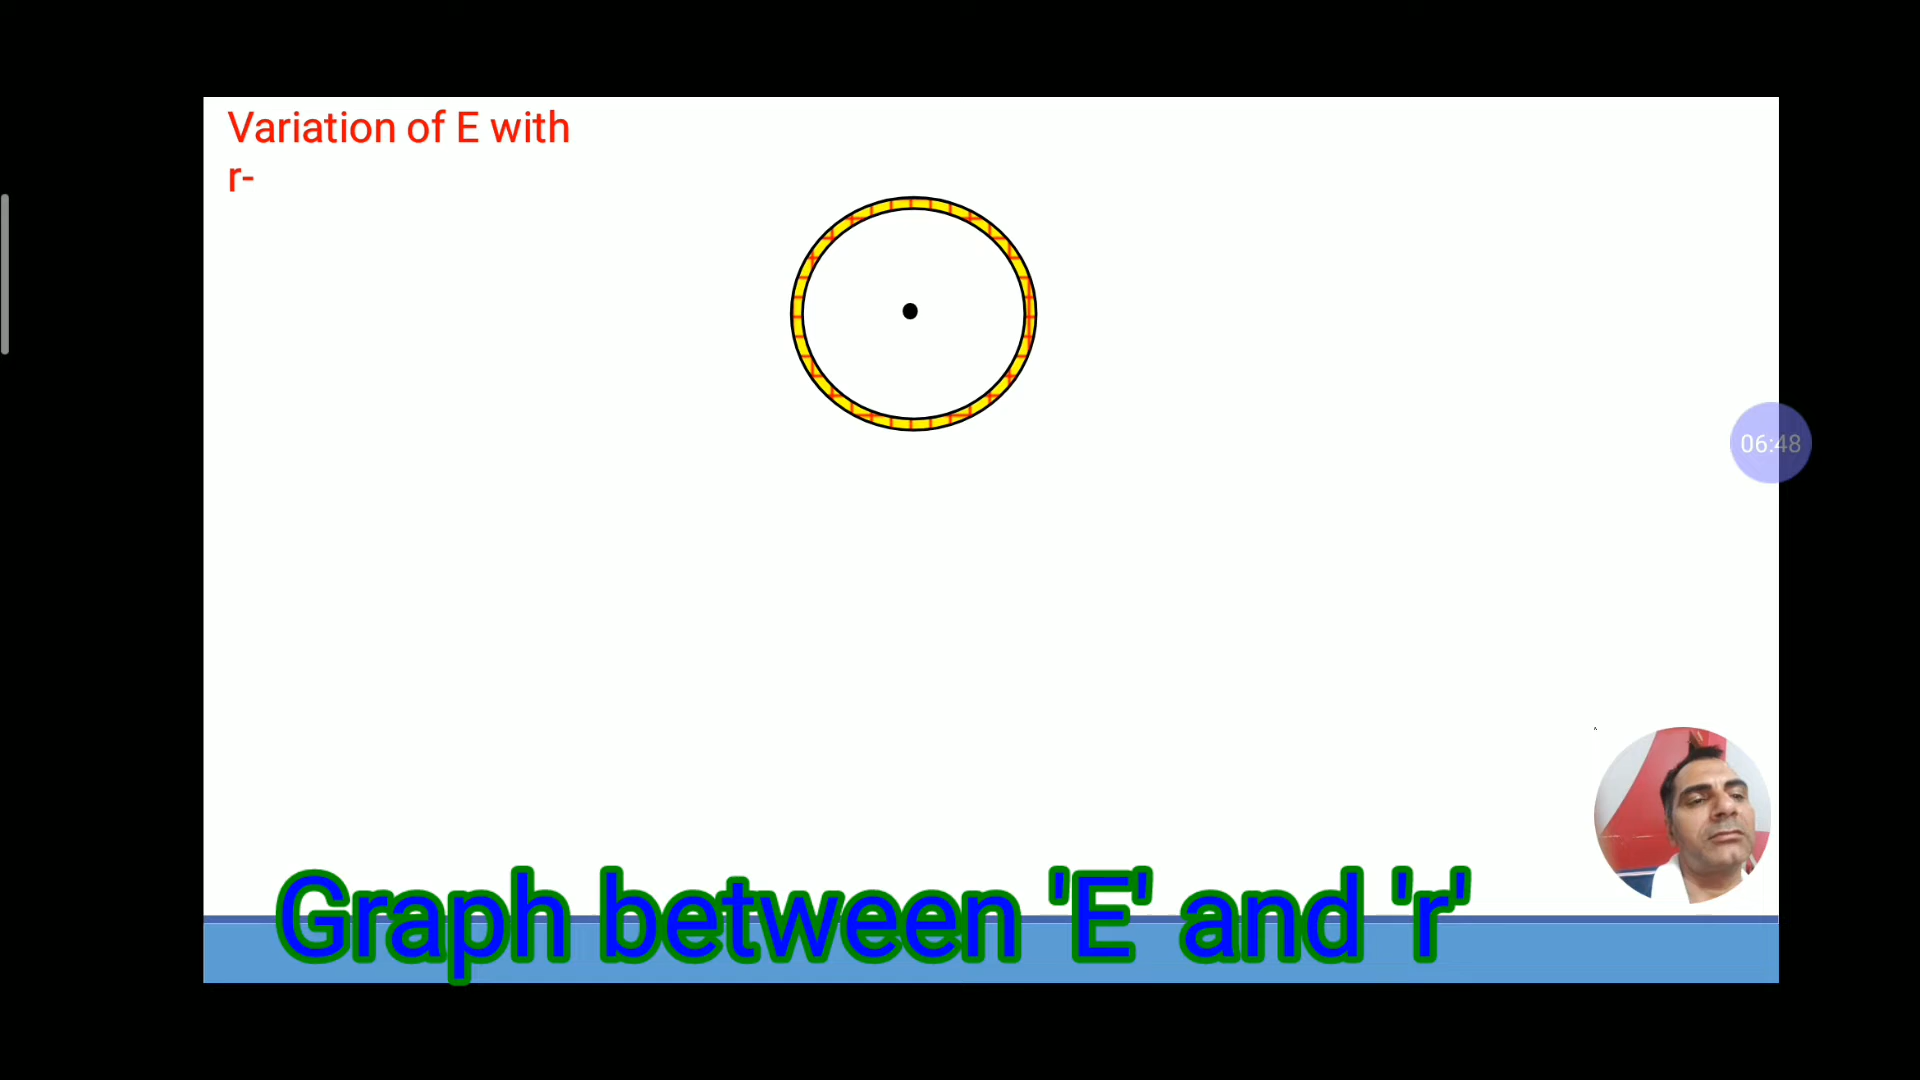 Variation of E with
r-
06:48
Graph between 'E' and 'r'